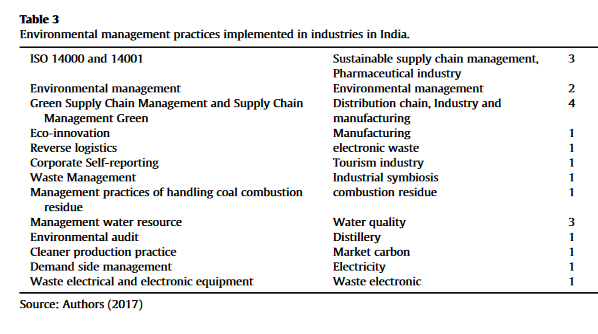 Table 3
Environmental management practices implemented in industries in India.
ISO 14000 and 14001 Sustainable supply chain management, 3
Pharmaceutical industry
Environmental management Environmental management 2
Green Supply Chain Management and Supply Chain Distribution chain, Industry and 4
Management Green manufacturing
Eco-innovation Manufacturing 1
Reverse logistics electronic waste 1
Corporate Self-reporting Tourism industry 1
Waste Management Industrial symbiosis 1
Management practices of handling coal combustion combustion residue 1
residue
Management water resource Water quality 3
Environmental audit Distillery 1
Cleaner production practice Market carbon 1
Demand side management Electricity 1
Waste electrical and electronic equipment Waste electronic 1
Source: Authors (2017)